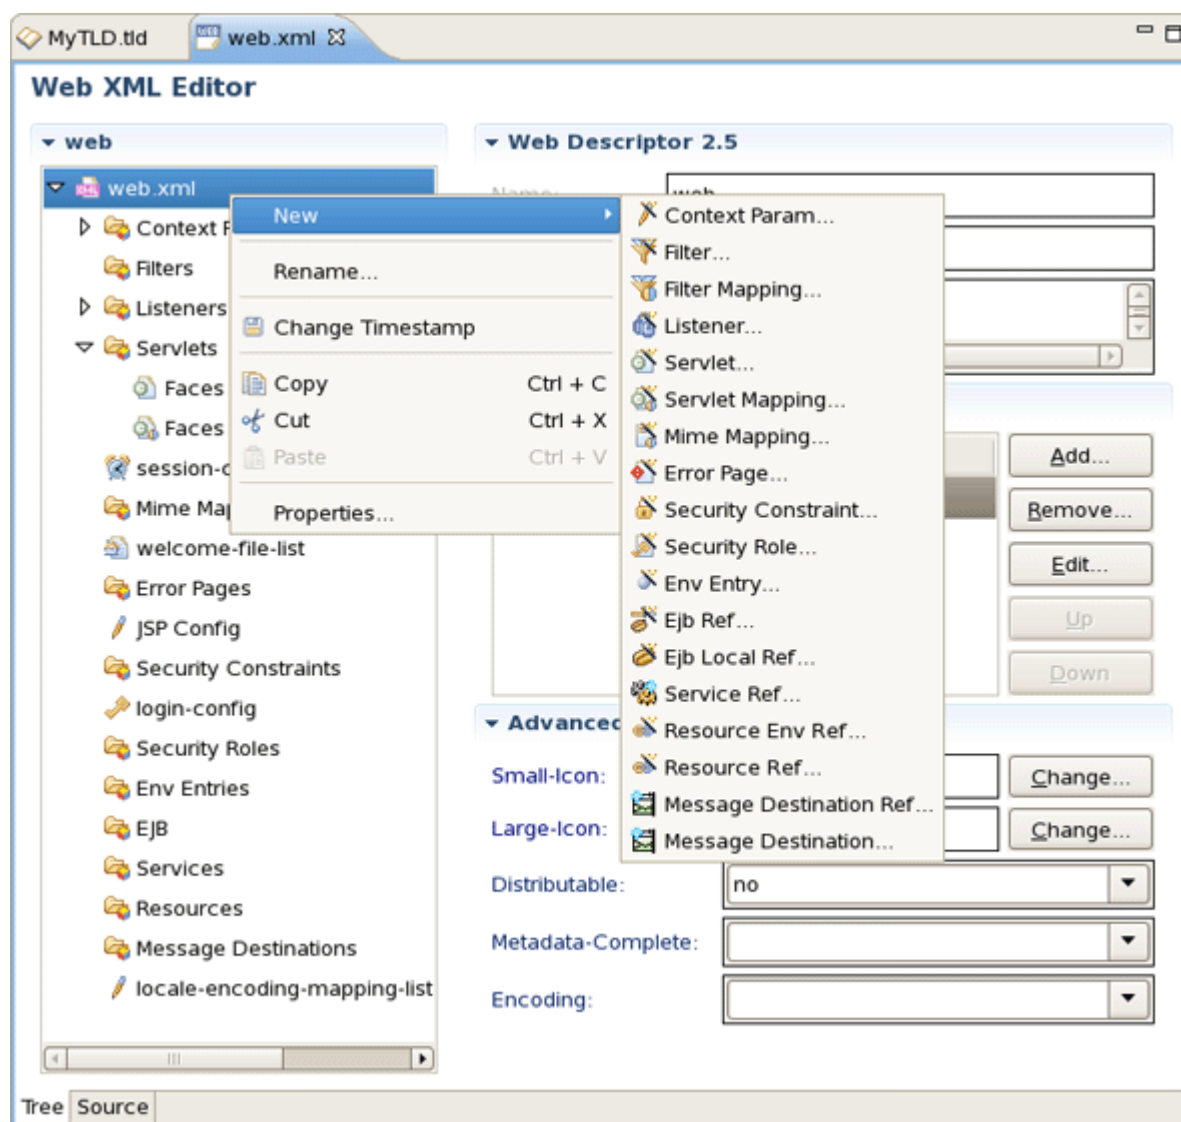 MyTLD.tld
web.xml
Web XML Editor
web
web.xml
Context
Filters
Listeners
Servlets
Faces
Faces
Mime
welcome-file-list
Error Pages
JSP Config
Security Constraints
login-config
Security Roles
Env Entries
EJB
Services
Resources
Message Destinations
locale-encoding-mapping-list
New
Rename...
Change Timestamp
Copy Ctrl + C
Cut Ctrl + X
Paste Ctrl + V
Properties...
Context Param...
Filter...
Filter Mapping...
Listener...
Servlet...
Servlet Mapping...
Mime Mapping...
Error Page...
Security Constraint...
Security Role...
Env Entry...
Ejb Ref...
Ejb Local Ref...
Service Ref...
Resource Env Ref...
Resource Ref...
Message Destination Ref...
Message Destination...
Web Descriptor 2.5
Name: web
Add...
Remove...
Edit...
Up
Down
Advanced
Small-Icon: Change...
Large-Icon: Change...
Distributable: no
Metadata-Complete:
Encoding:
Tree Source